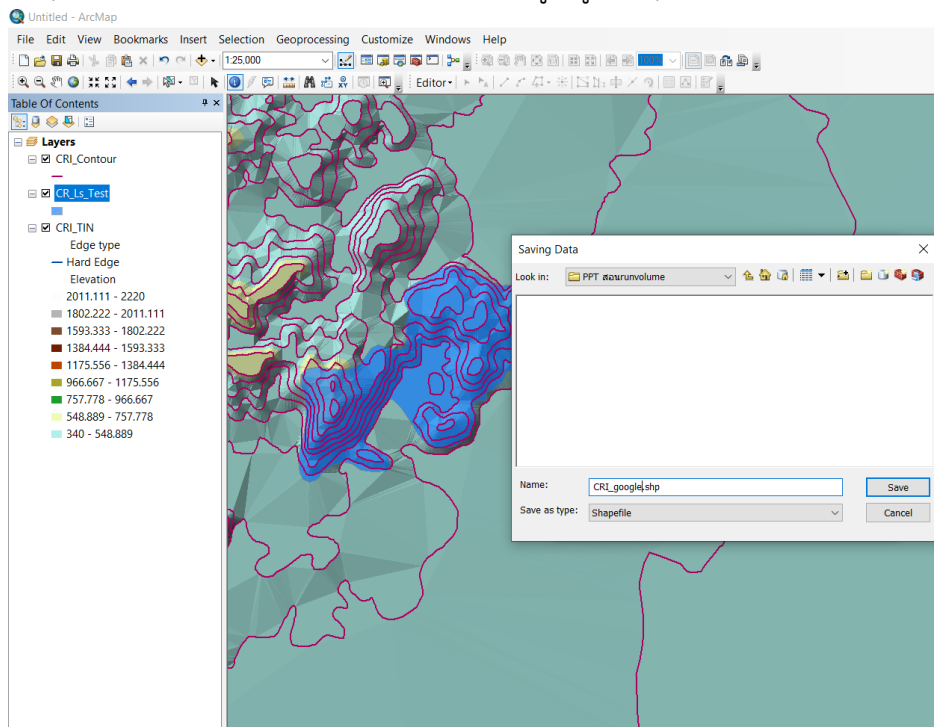 Untitled - ArcMap
File Edit View Bookmarks Insert Selection Geoprocessing Customize Windows Help
1:25,000
Editor
Table Of Contents
Layers
CRI_Contour
CR_Ls_Test
CRI_TIN
Edge type
Hard Edge
Elevation
2011.111 - 2220
1802.222 - 2011.111
1593.333 - 1802.222
1384.444 - 1593.333
1175.556 - 1384.444
966.667 - 1175.556
757.778 - 966.667
548.889 - 757.778
340 - 548.889
Saving Data
Look in: PPT สอนrunvolume
Name: CRI_google.shp
Save
Save as type: Shapefile
Cancel